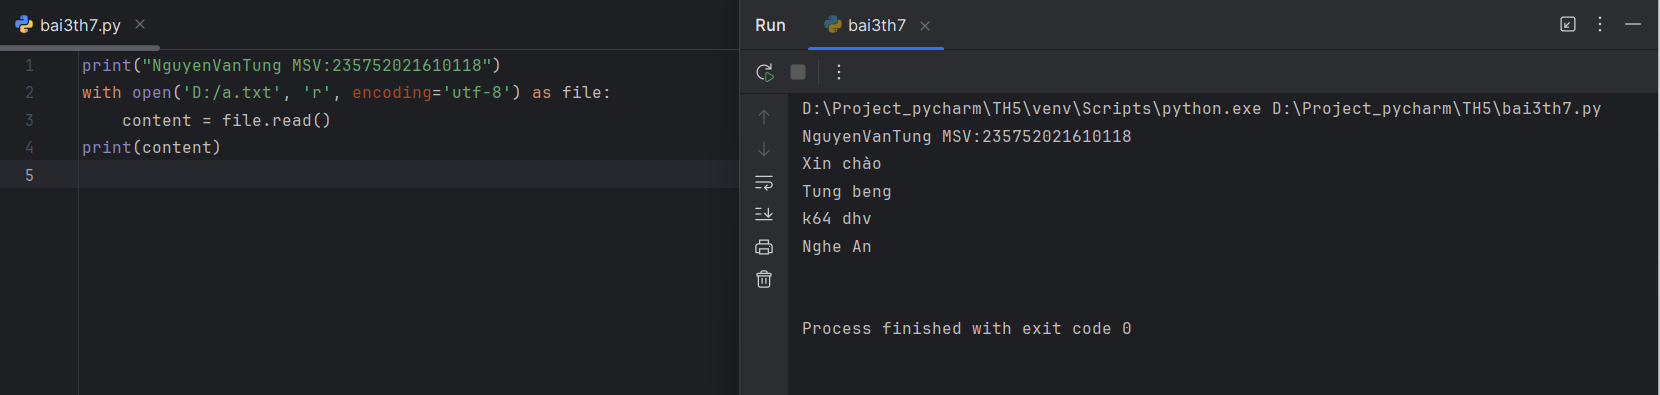 bai3th7.py
1 print("NguyenVanTung MSV:235752021610118")
2 with open('D:/a.txt', 'r', encoding='utf-8') as file:
3     content = file.read()
4 print(content)
5
Run bai3th7
D:\Project_pycharm\TH5\venv\Scripts\python.exe D:\Project_pycharm\TH5\bai3th7.py
NguyenVanTung MSV:235752021610118
Xin chào
Tung beng
k64 dhv
Nghe An
Process finished with exit code 0